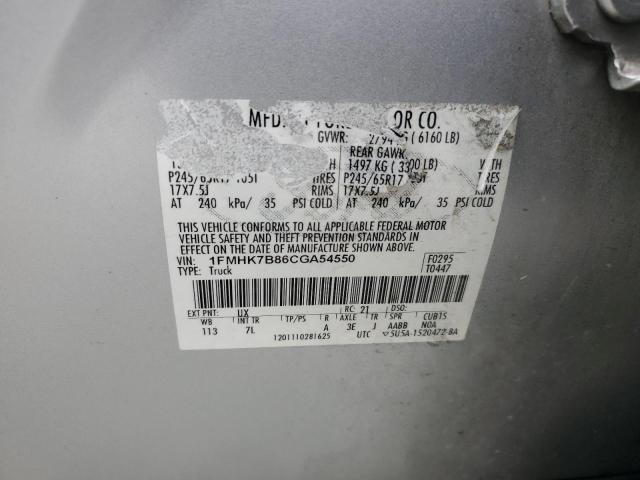 MFD. FORD OR CO.
GVWR: 2794 KG ( 6160 LB)
REAR GAWR
H 1497 KG ( 3300 LB) WITH
P245/65R17 105T TIRES P245/65R17 TIRES
17X7.5J RIMS 17X7.5J RIMS
AT 240 kPa/ 35 PSI COLD AT 240 kPa/ 35 PSI COLD
THIS VEHICLE CONFORMS TO ALL APPLICABLE FEDERAL MOTOR
VEHICLE SAFETY AND THEFT PREVENTION STANDARDS IN
EFFECT ON THE DATE OF MANUFACTURE SHOWN ABOVE.
VIN: 1FMHK7B86CGA54550 F0295
TYPE: Truck T0447
EXT PNT: UX RC: 21 DSO:
WB INT TR TP/PS R AXLE TR SPR CUB1S
113 7L A 3E J AABB N0A
1201110281625 UTC 5U5A-1520472-BA